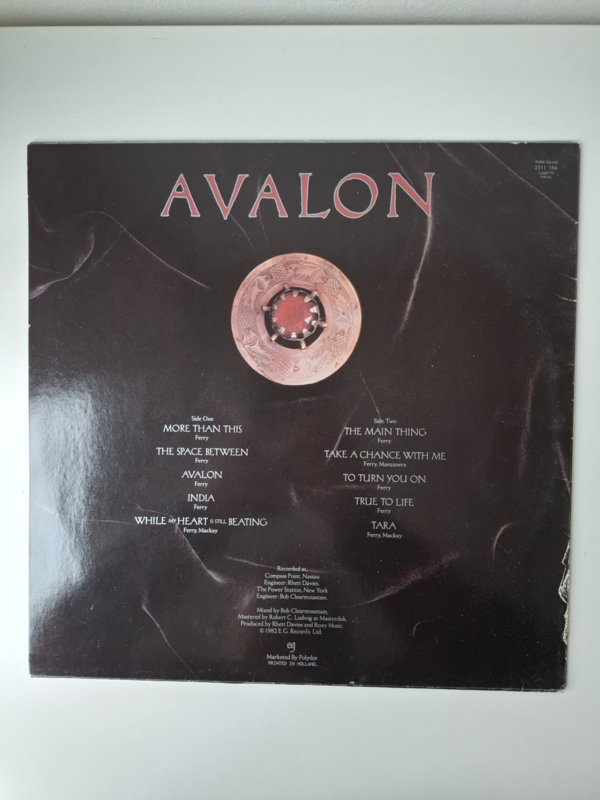 AVALON
2311 154
Side One
MORE THAN THIS
Ferry
THE SPACE BETWEEN
Ferry
AVALON
Ferry
INDIA
Ferry
WHILE MY HEART IS STILL BEATING
Ferry, Mackay
Side Two
THE MAIN THING
Ferry
TAKE A CHANCE WITH ME
Ferry, Manzanera
TO TURN YOU ON
Ferry
TRUE TO LIFE
Ferry
TARA
Ferry, Mackay
Recorded at,
Compass Point, Nassau
Engineer: Rhett Davies.
The Power Station, New York
Engineer: Bob Clearmountain.
Mixed by Bob Clearmountain,
Mastered by Robert C. Ludwig at Masterdisk,
Produced by Rhett Davies and Roxy Music.
© 1982 E.G. Records Ltd.
eg
Marketed By Polydor
PRINTED IN HOLLAND.